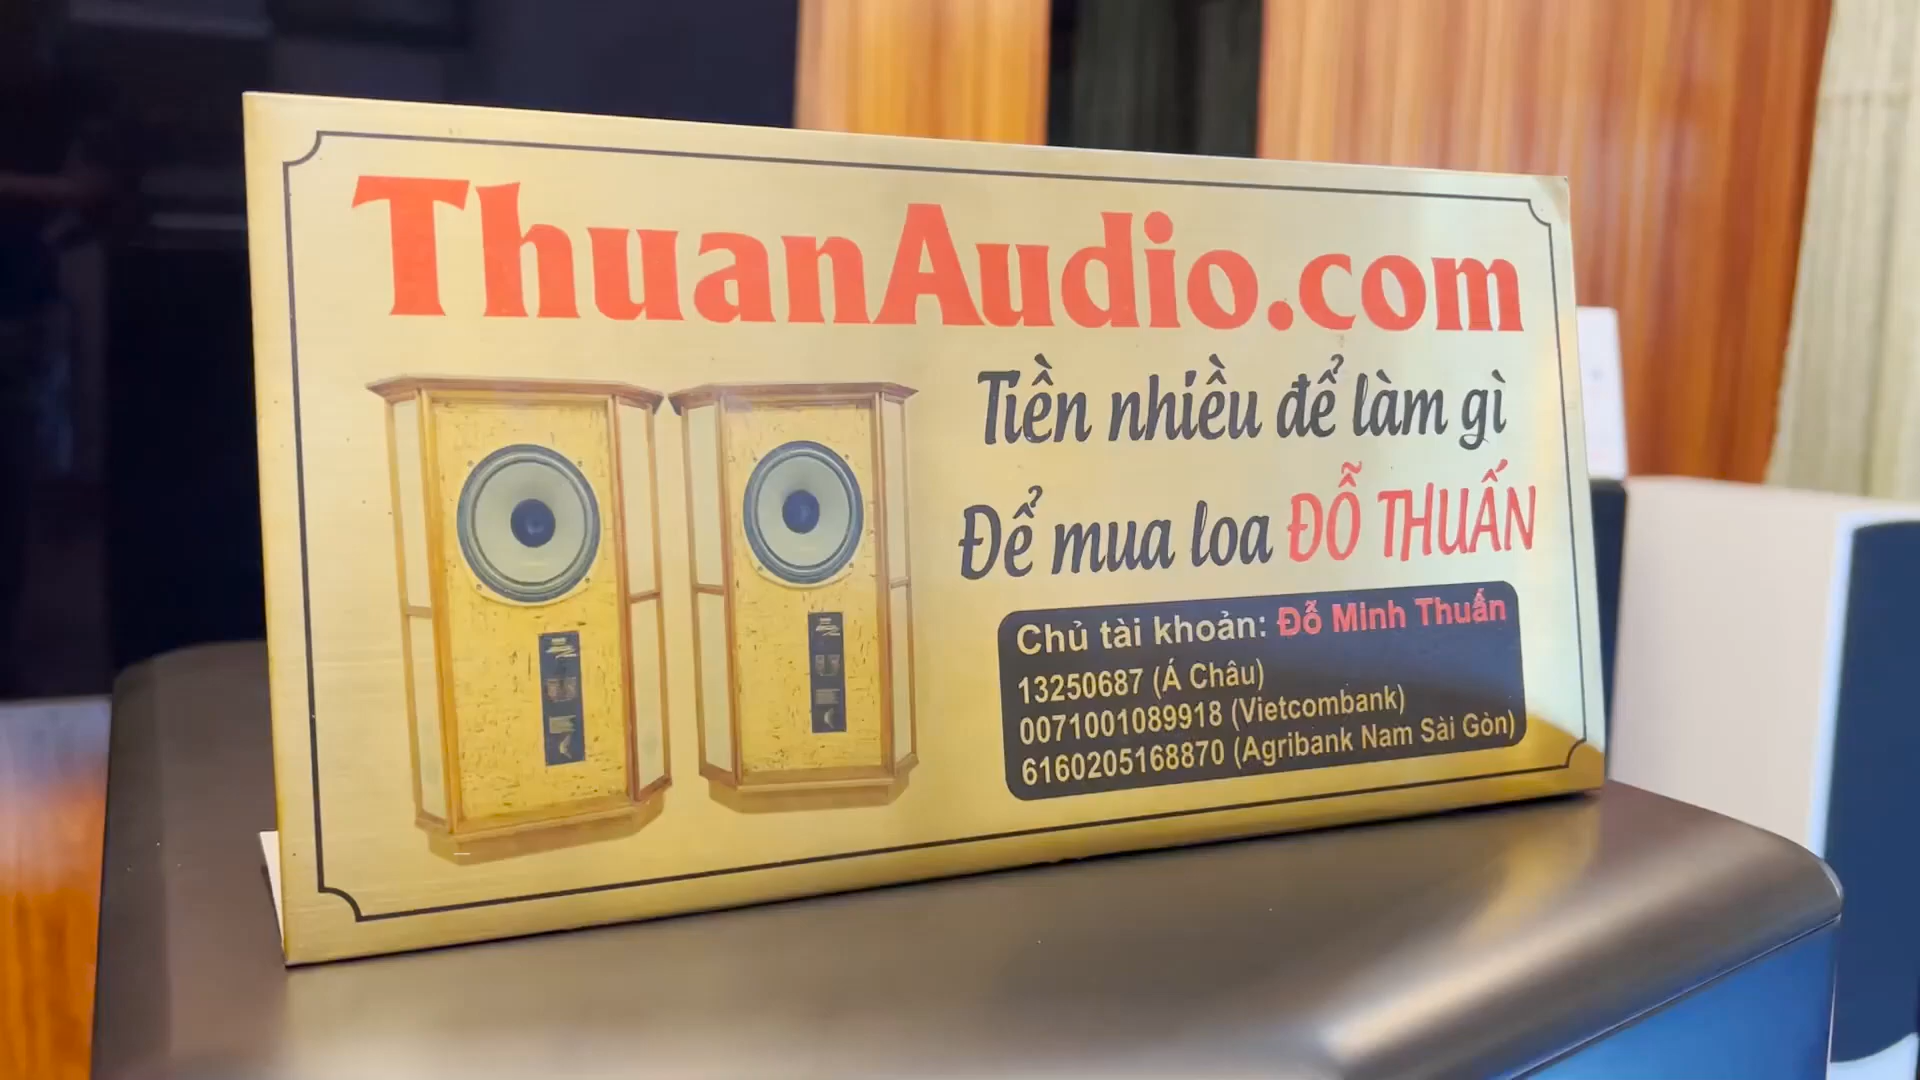 ThuanAudio.com
Tiền nhiều để làm gì
Để mua loa ĐỖ THUẤN
Chủ tài khoản: Đỗ Minh Thuấn
13250687 (Á Châu)
0071001089918 (Vietcombank)
6160205168870 (Agribank Nam Sài Gòn)